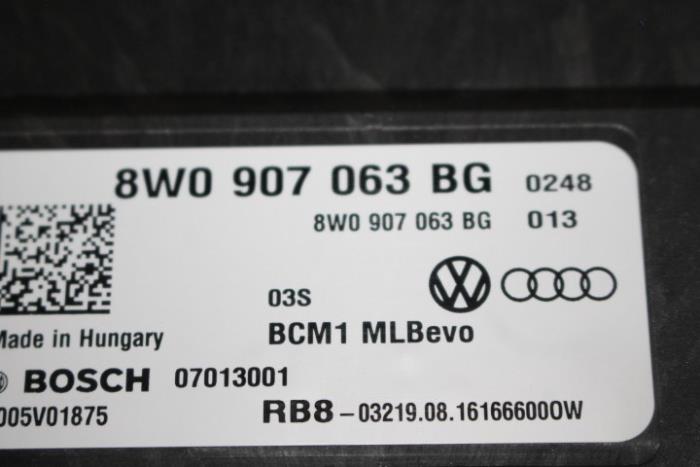 8W0 907 063 BG 0248
8W0 907 063 BG 013
03S
Made in Hungary BCM1 MLBevo
BOSCH 07013001
005V01875 RB8-03219.08.1616660OOW